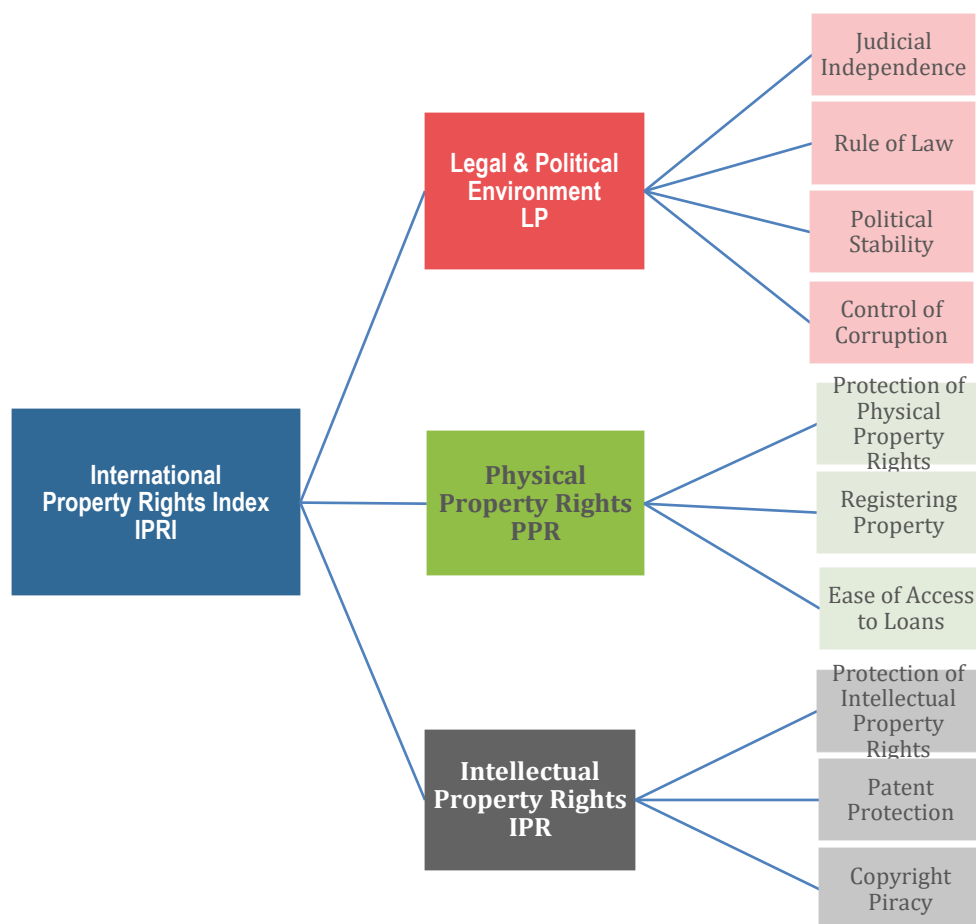 International
Property Rights Index
IPRI
Legal & Political
Environment
LP
Judicial
Independence
Rule of Law
Political
Stability
Control of
Corruption
Physical
Property Rights
PPR
Protection of
Physical
Property
Rights
Registering
Property
Ease of Access
to Loans
Intellectual
Property Rights
IPR
Protection of
Intellectual
Property
Rights
Patent
Protection
Copyright
Piracy